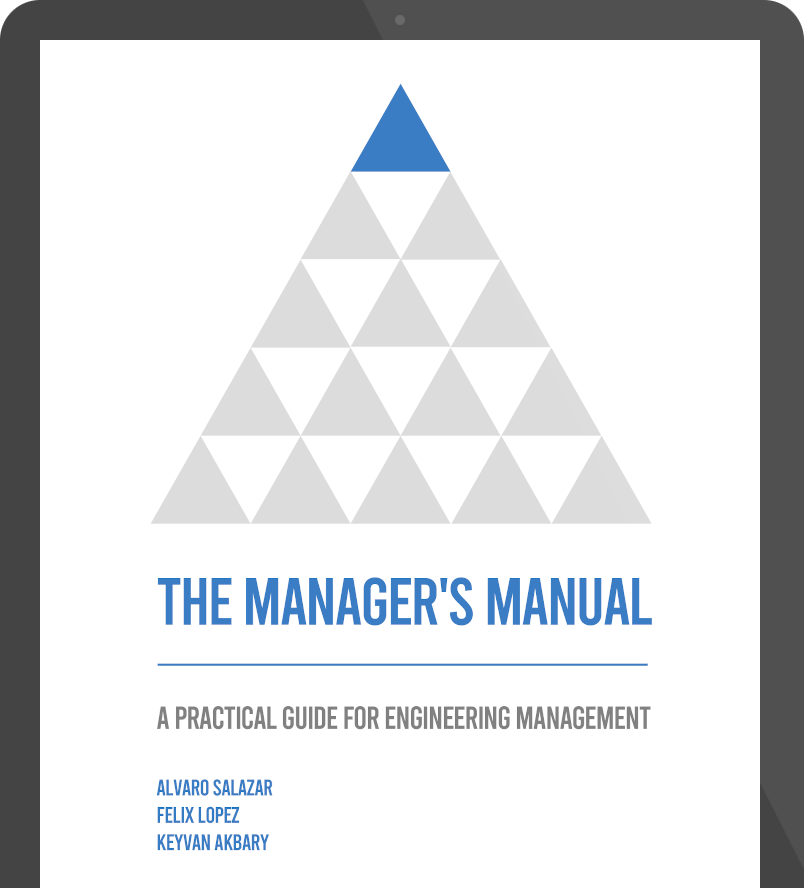 THE MANAGER'S MANUAL
A PRACTICAL GUIDE FOR ENGINEERING MANAGEMENT
ALVARO SALAZAR
FELIX LOPEZ
KEYVAN AKBARY